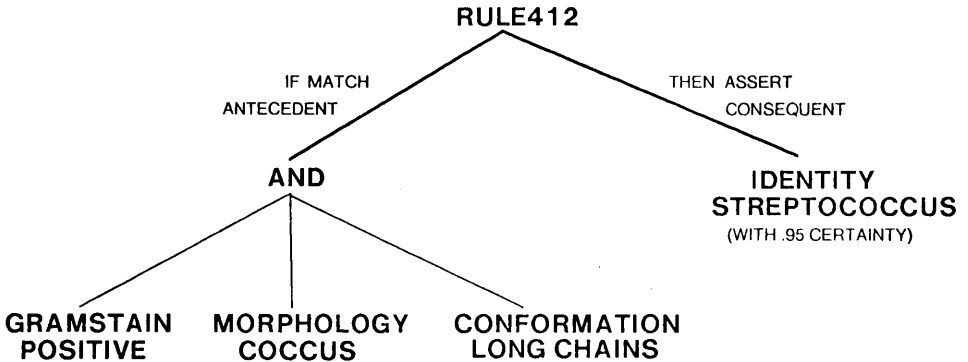 RULE412
IF MATCH
ANTECEDENT
THEN ASSERT
CONSEQUENT
AND
IDENTITY
STREPTOCOCCUS
(WITH .95 CERTAINTY)
GRAMSTAIN
POSITIVE
MORPHOLOGY
COCCUS
CONFORMATION
LONG CHAINS